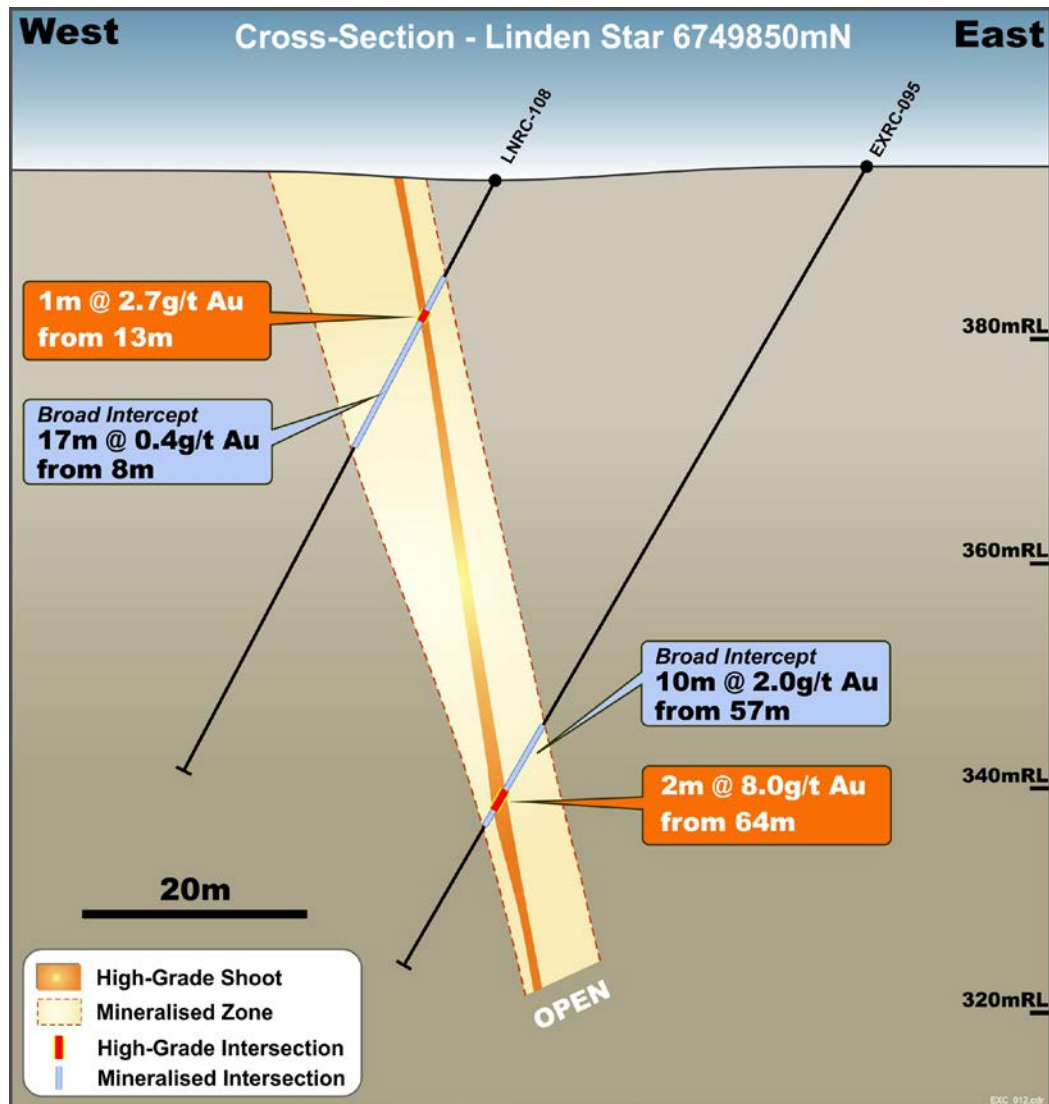 West
Cross-Section - Linden Star 6749850mN
East
LNRC-108
EXRC-095
1m @ 2.7g/t Au
from 13m
380mRL
Broad Intercept
17m @ 0.4g/t Au
from 8m
360mRL
Broad Intercept
10m @ 2.0g/t Au
from 57m
340mRL
2m @ 8.0g/t Au
from 64m
20m
320mRL
OPEN
High-Grade Shoot
Mineralised Zone
High-Grade Intersection
Mineralised Intersection
EXC_012.cdr